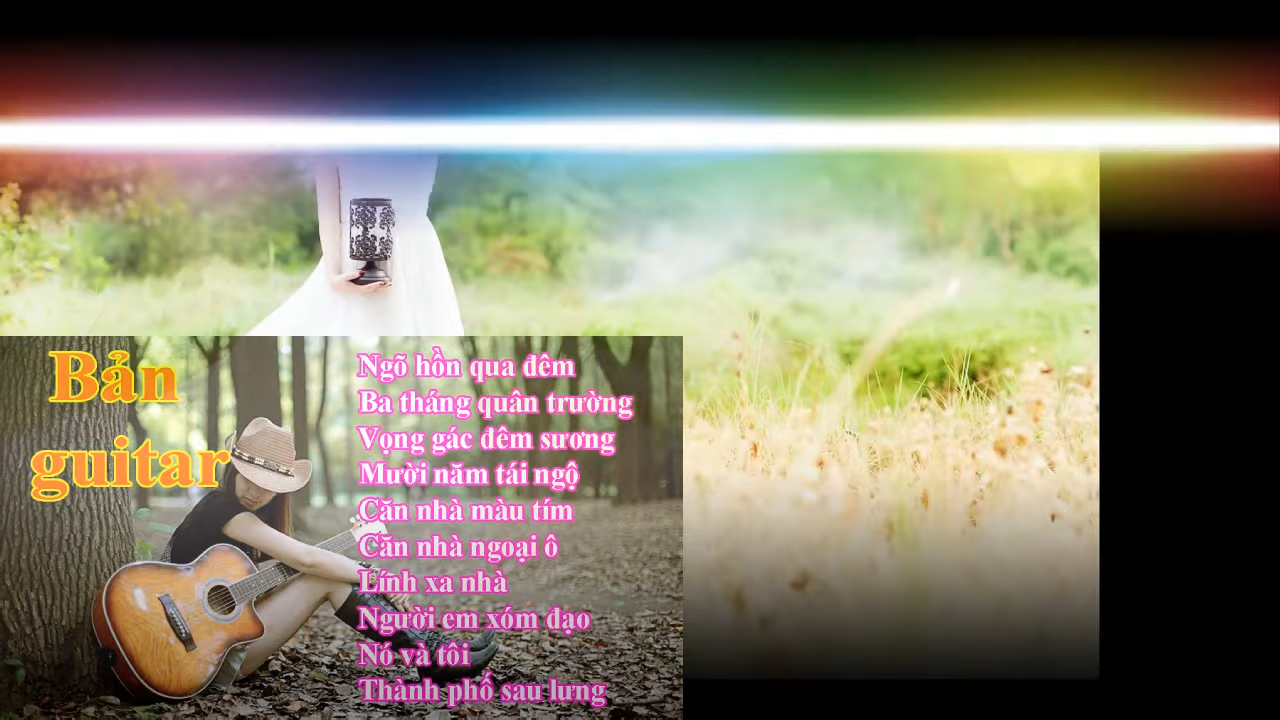 Bản
guitar
Ngõ hồn qua đêm
Ba tháng quân trường
Vọng gác đêm sương
Mười năm tái ngộ
Căn nhà màu tím
Căn nhà ngoại ô
Lính xa nhà
Người em xóm đạo
Nó và tôi
Thành phố sau lưng